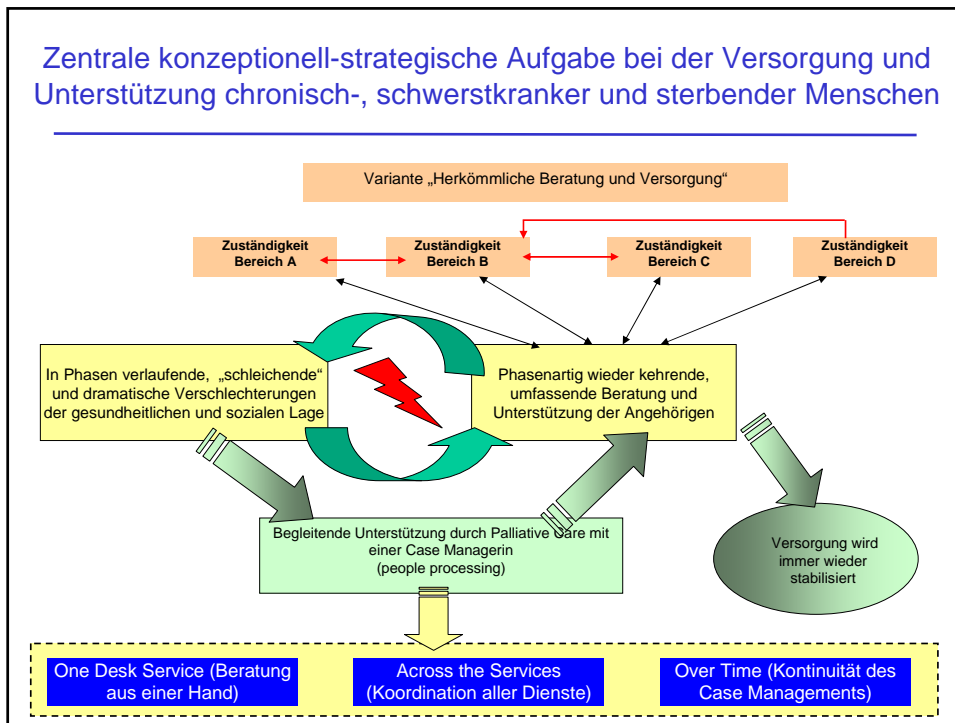 Zentrale konzeptionell-strategische Aufgabe bei der Versorgung und
Unterstützung chronisch-, schwerstkranker und sterbender Menschen
Variante „Herkömmliche Beratung und Versorgung“
Zuständigkeit
Bereich A
Zuständigkeit
Bereich B
Zuständigkeit
Bereich C
Zuständigkeit
Bereich D
In Phasen verlaufende, „schleichende“
und dramatische Verschlechterungen
der gesundheitlichen und sozialen Lage
Phasenartig wieder kehrende,
umfassende Beratung und
Unterstützung der Angehörigen
Begleitende Unterstützung durch Palliative Care mit
einer Case Managerin
(people processing)
Versorgung wird
immer wieder
stabilisiert
One Desk Service (Beratung
aus einer Hand)
Across the Services
(Koordination aller Dienste)
Over Time (Kontinuität des
Case Managements)